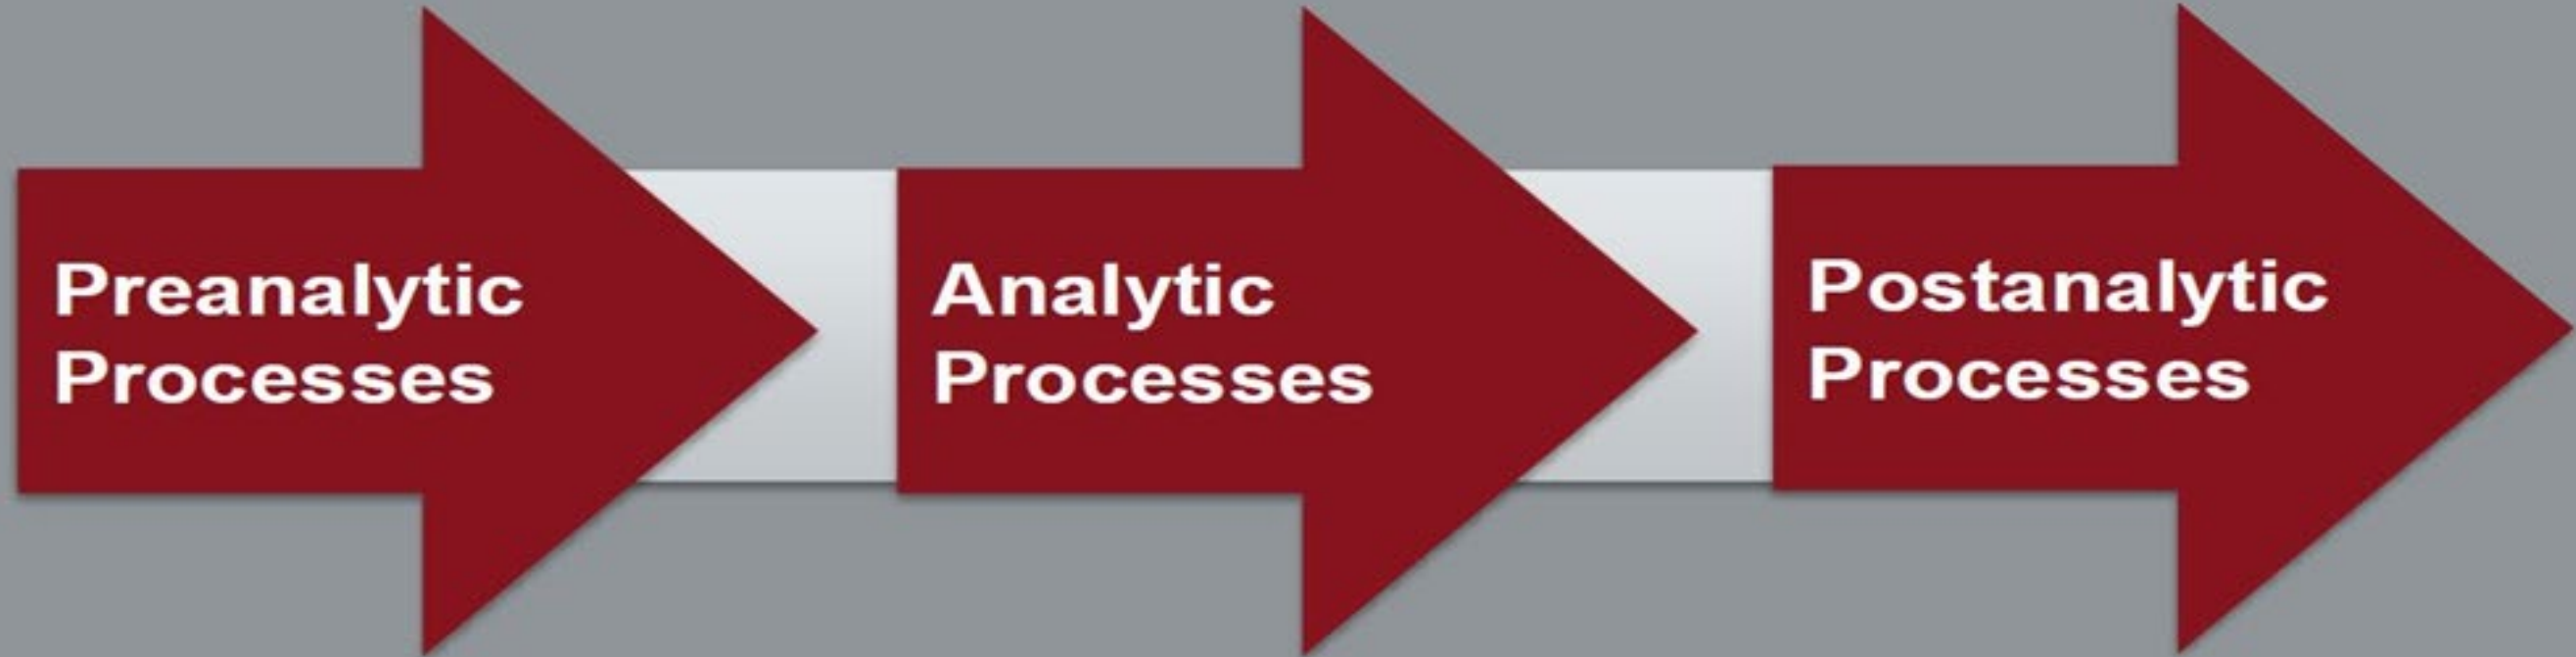 Preanalytic
Processes
Analytic
Processes
Postanalytic
Processes